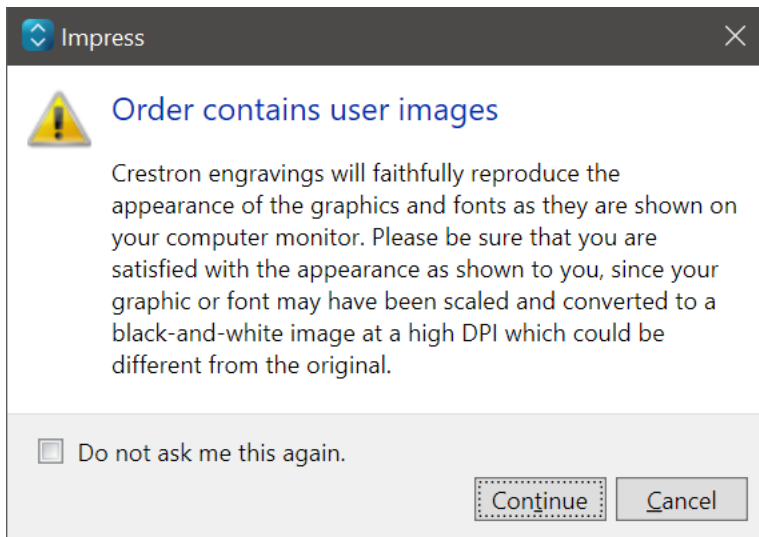 Impress
Order contains user images
Crestron engravings will faithfully reproduce the
appearance of the graphics and fonts as they are shown on
your computer monitor. Please be sure that you are
satisfied with the appearance as shown to you, since your
graphic or font may have been scaled and converted to a
black-and-white image at a high DPI which could be
different from the original.
Do not ask me this again.
Continue Cancel